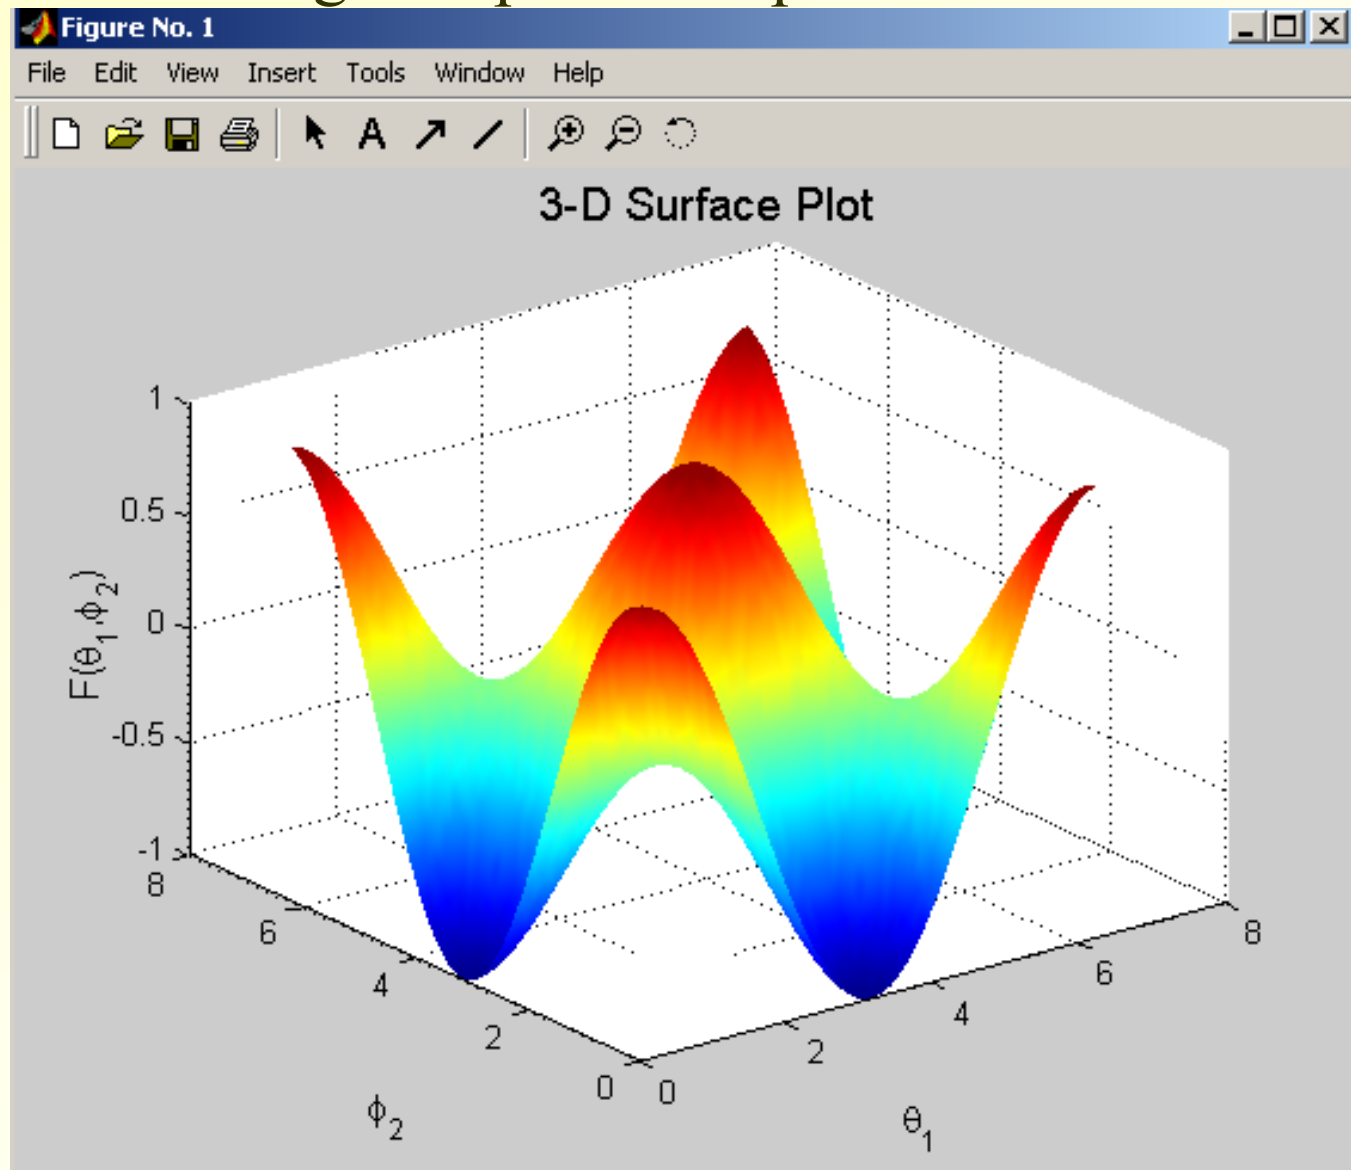 Figure No. 1
File Edit View Insert Tools Window Help
A
3-D Surface Plot
1
0.5
0
-0.5
-1
F(θ₁,ϕ₂)
8
6
4
2
0
ϕ₂
0
2
4
6
8
θ₁